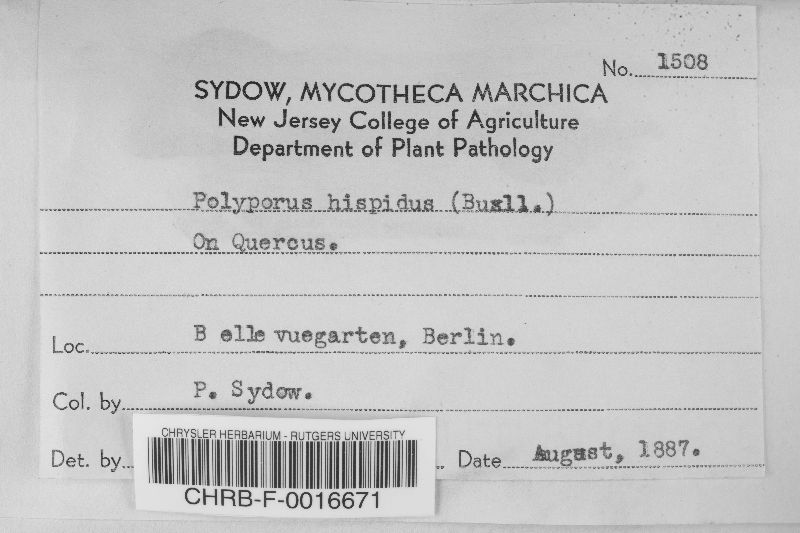 No. 1508
SYDOW, MYCOTHECA MARCHICA
New Jersey College of Agriculture
Department of Plant Pathology
Polyporus hispidus (Bull.)
On Quercus.
Loc. B elle vuegarten, Berlin.
Col. by P. Sydow.
Det. by
Date August, 1887.
CHRYSLER HERBARIUM - RUTGERS UNIVERSITY
CHRB-F-0016671